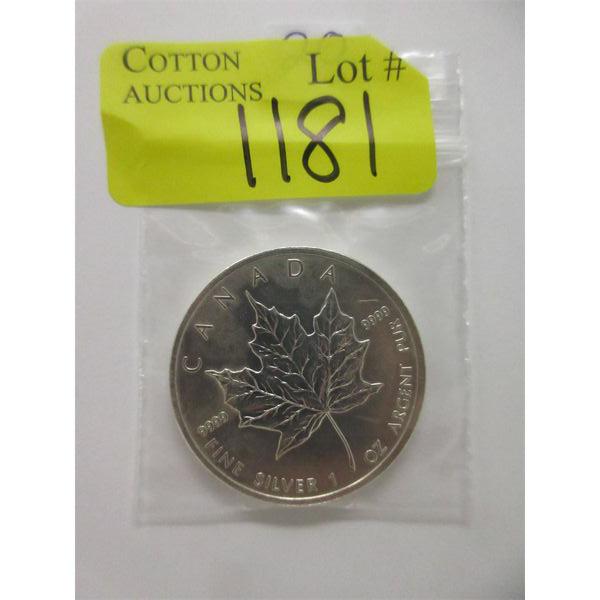 COTTON
AUCTIONS
Lot #
1181
CANADA
9999
9999
FINE SILVER 1 OZ ARGENT PUR